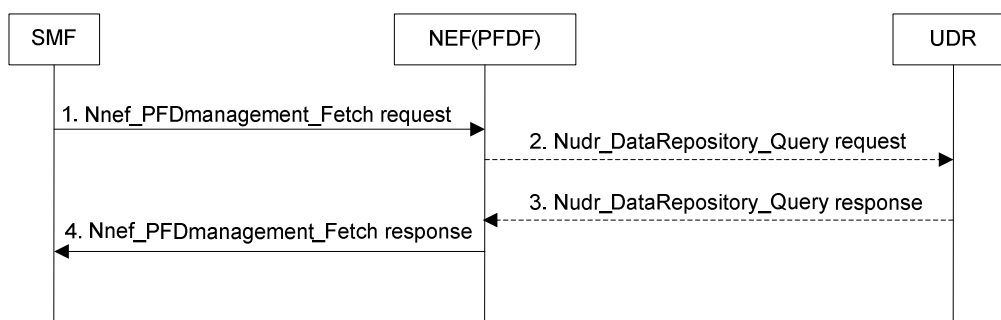 SMF
NEF(PFDF)
UDR
1. Nnef_PFDmanagement_Fetch request
2. Nudr_DataRepository_Query request
3. Nudr_DataRepository_Query response
4. Nnef_PFDmanagement_Fetch response